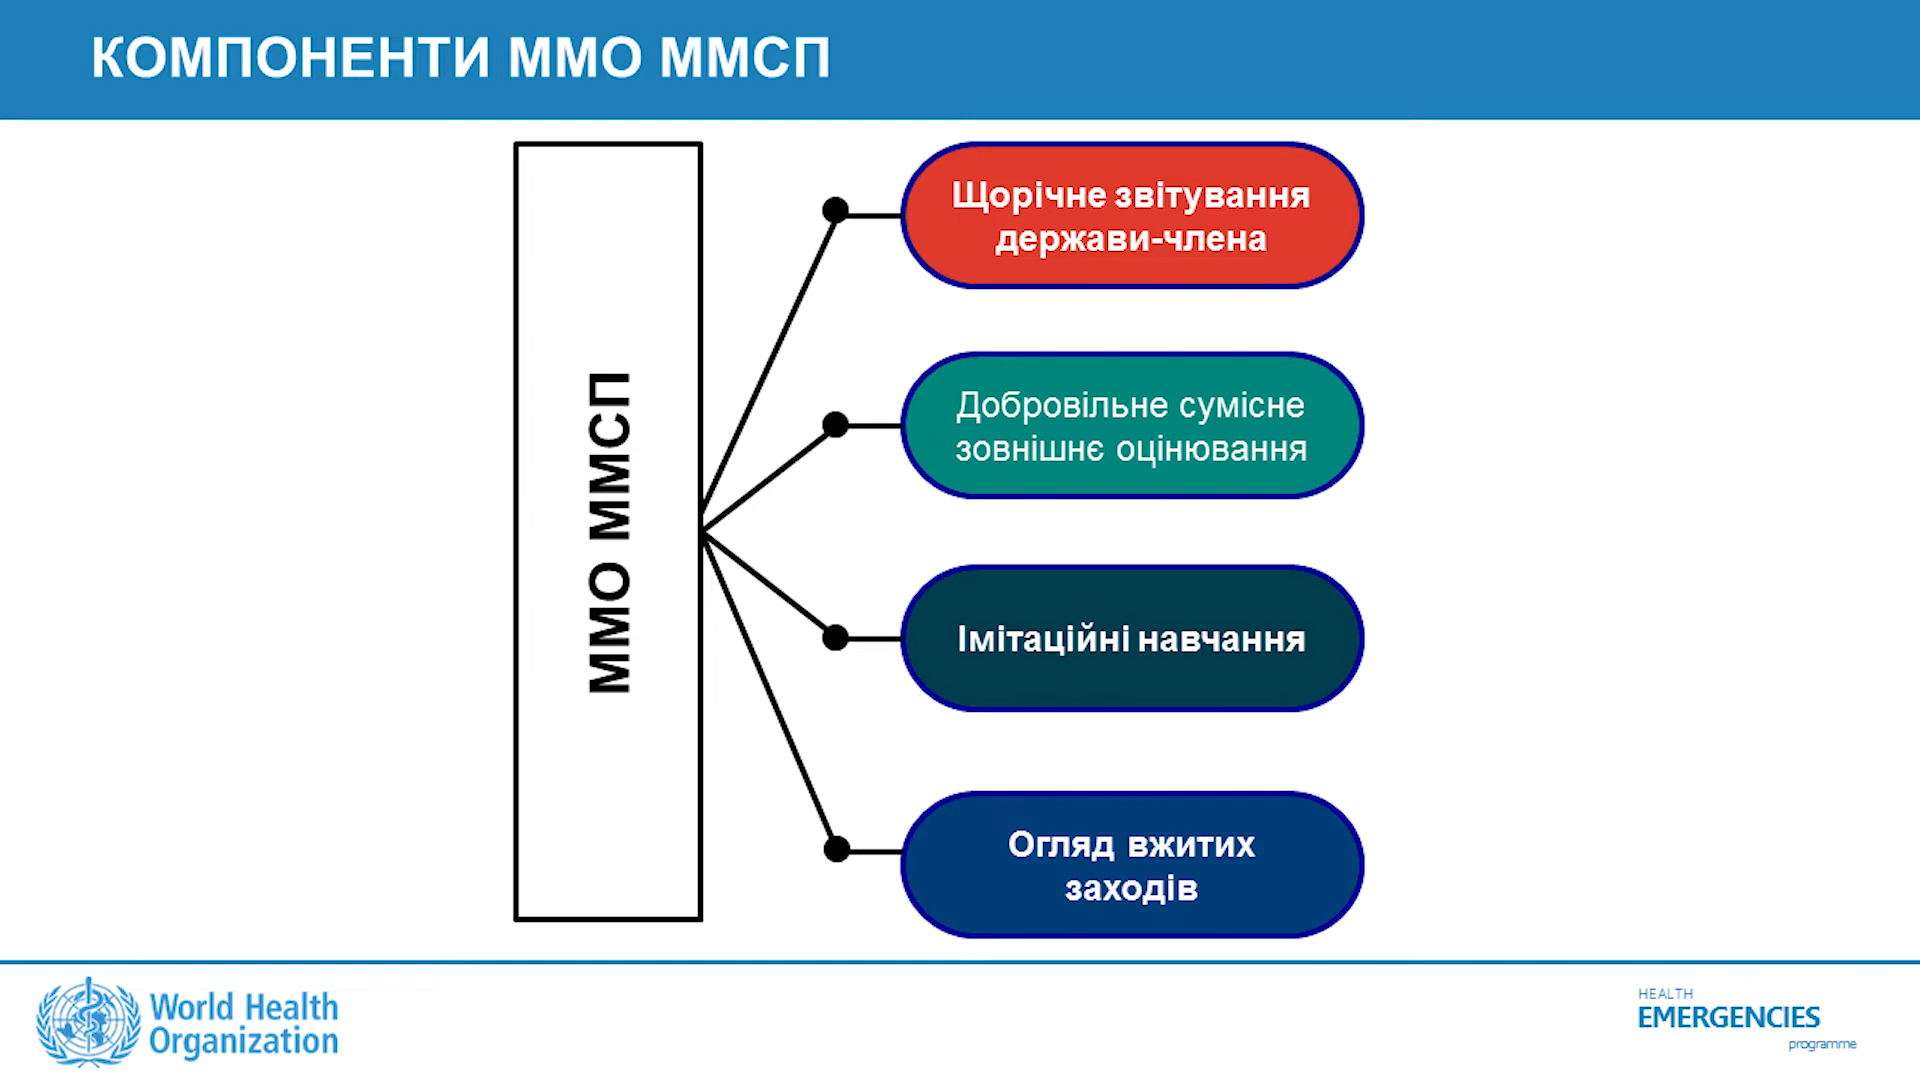 КОМПОНЕНТИ ММО ММСП
ММО ММСП
Щорічне звітування
держави-члена
Добровільне сумісне
зовнішнє оцінювання
Імітаційні навчання
Огляд вжитих
заходів
World Health
Organization
HEALTH
EMERGENCIES
programme